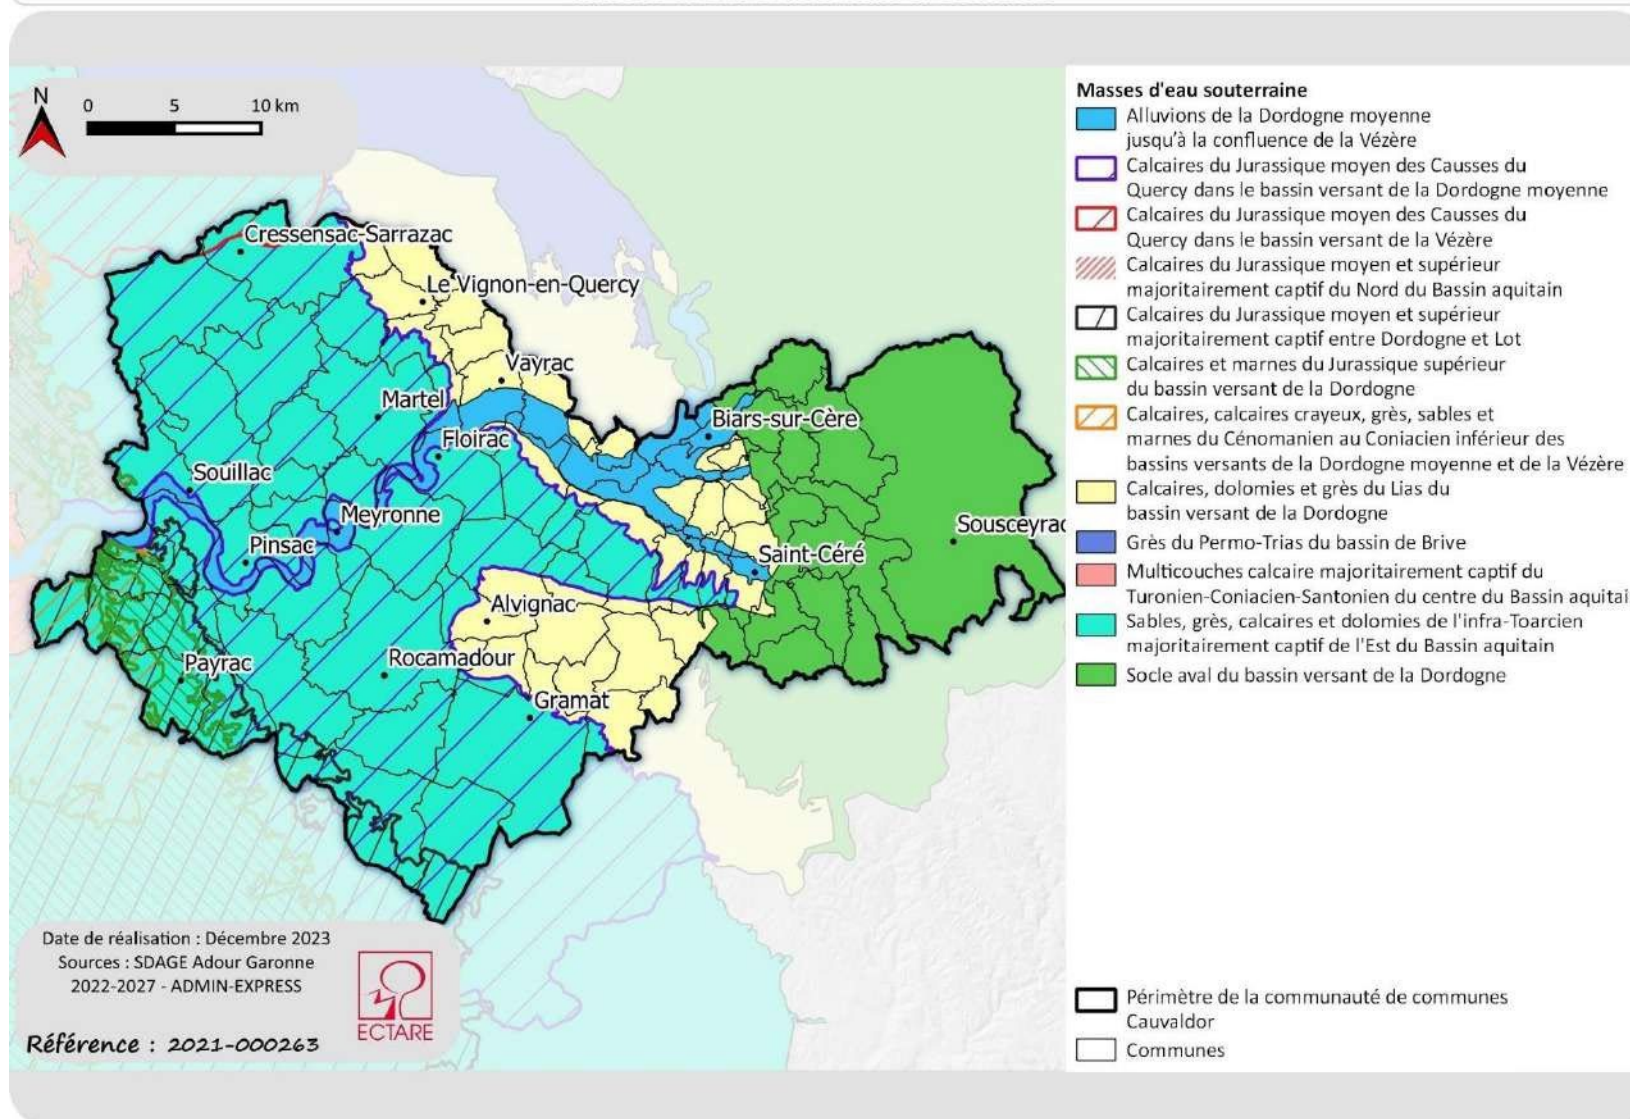 N
0 5 10 km
Cressensac-Sarrazac
Le Vignon-en-Quercy
Vayrac
Martel
Biars-sur-Cère
Floirac
Souillac
Meyronne
Sousceyrac
Pinsac
Saint-Céré
Alvignac
Rocamadour
Payrac
Gramat
Date de réalisation : Décembre 2023
Sources : SDAGE Adour Garonne
2022-2027 - ADMIN-EXPRESS
ECTARE
Référence : 2021-000263
Masses d'eau souterraine
Alluvions de la Dordogne moyenne
jusqu'à la confluence de la Vézère
Calcaires du Jurassique moyen des Causses du
Quercy dans le bassin versant de la Dordogne moyenne
Calcaires du Jurassique moyen des Causses du
Quercy dans le bassin versant de la Vézère
Calcaires du Jurassique moyen et supérieur
majoritairement captif du Nord du Bassin aquitain
Calcaires du Jurassique moyen et supérieur
majoritairement captif entre Dordogne et Lot
Calcaires et marnes du Jurassique supérieur
du bassin versant de la Dordogne
Calcaires, calcaires crayeux, grès, sables et
marnes du Cénomanien au Coniacien inférieur des
bassins versants de la Dordogne moyenne et de la Vézère
Calcaires, dolomies et grès du Lias du
bassin versant de la Dordogne
Grès du Permo-Trias du bassin de Brive
Multicouches calcaire majoritairement captif du
Turonien-Coniacien-Santonien du centre du Bassin aquitai
Sables, grès, calcaires et dolomies de l'infra-Toarcien
majoritairement captif de l'Est du Bassin aquitain
Socle aval du bassin versant de la Dordogne
Périmètre de la communauté de communes
Cauvaldor
Communes